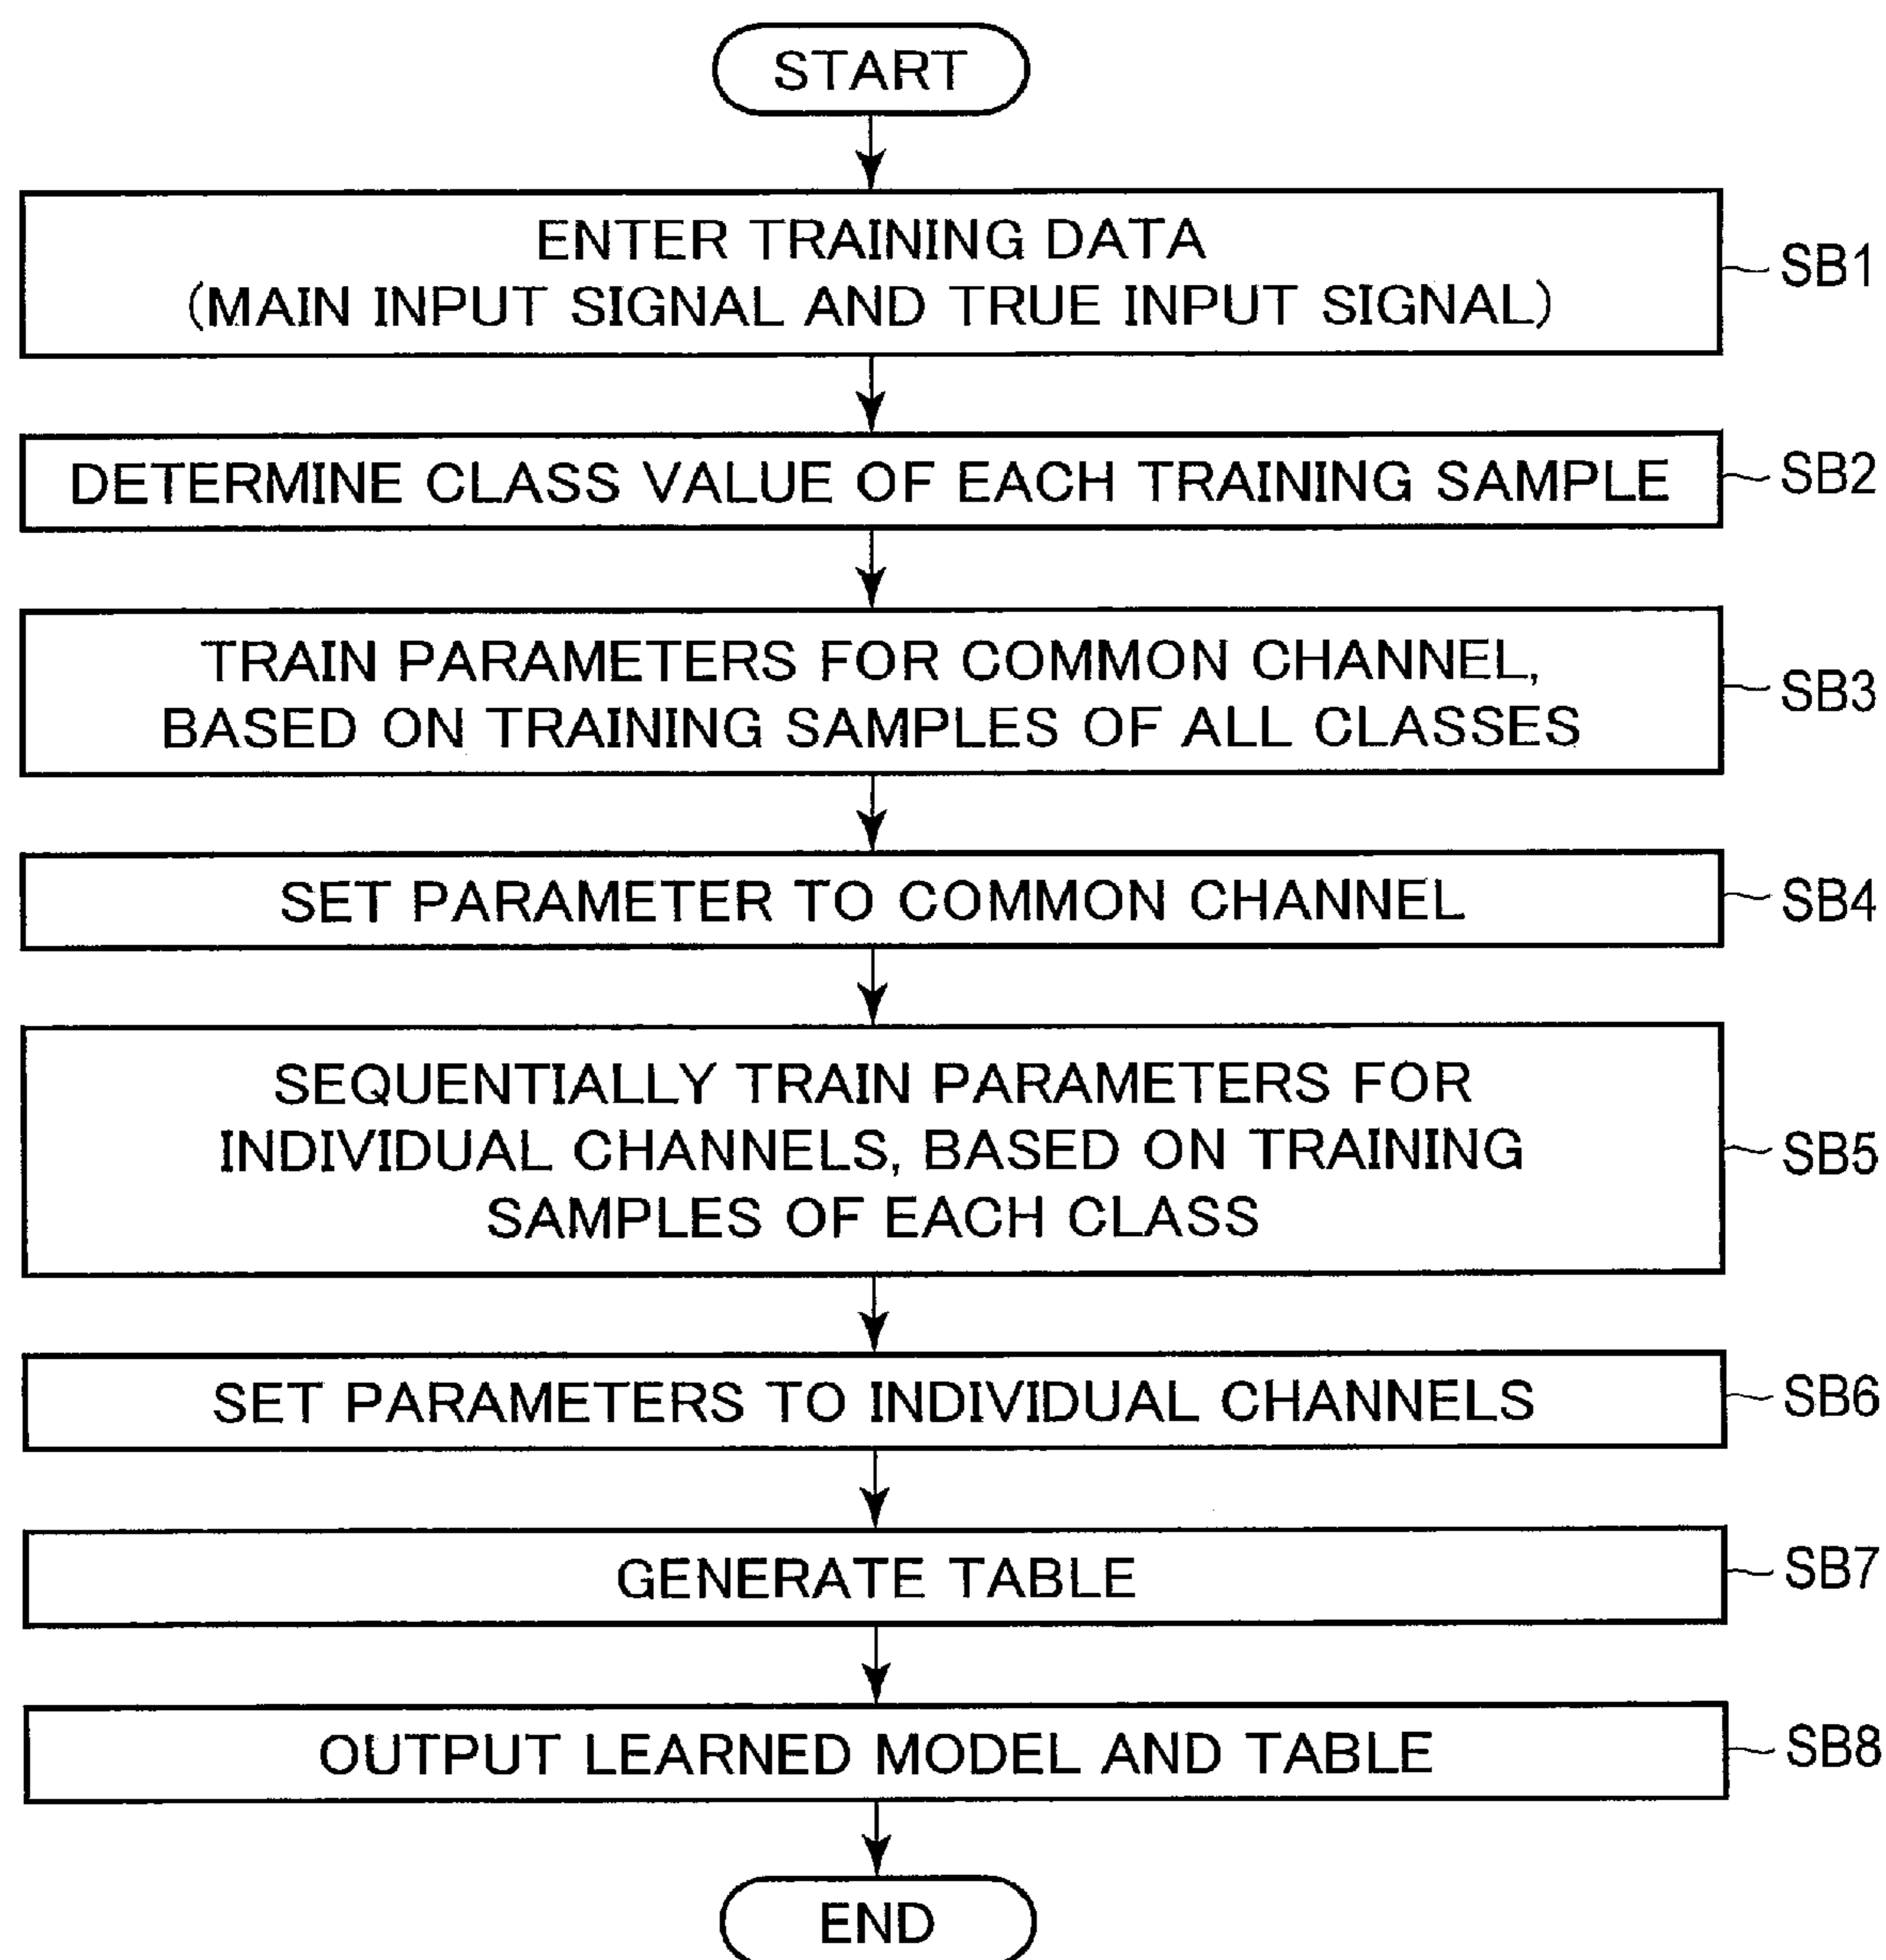 START
ENTER TRAINING DATA
(MAIN INPUT SIGNAL AND TRUE INPUT SIGNAL)
SB1
DETERMINE CLASS VALUE OF EACH TRAINING SAMPLE
SB2
TRAIN PARAMETERS FOR COMMON CHANNEL,
BASED ON TRAINING SAMPLES OF ALL CLASSES
SB3
SET PARAMETER TO COMMON CHANNEL
SB4
SEQUENTIALLY TRAIN PARAMETERS FOR
INDIVIDUAL CHANNELS, BASED ON TRAINING
SAMPLES OF EACH CLASS
SB5
SET PARAMETERS TO INDIVIDUAL CHANNELS
SB6
GENERATE TABLE
SB7
OUTPUT LEARNED MODEL AND TABLE
SB8
END